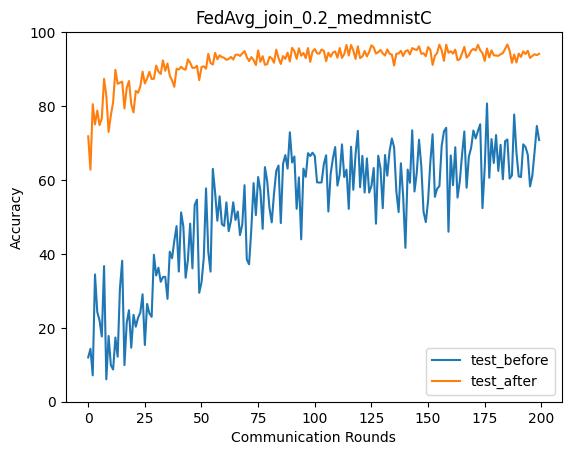 FedAvg_join_0.2_medmnistC
Accuracy
100
80
60
40
20
0
0 25 50 75 100 125 150 175 200
Communication Rounds
test_before
test_after